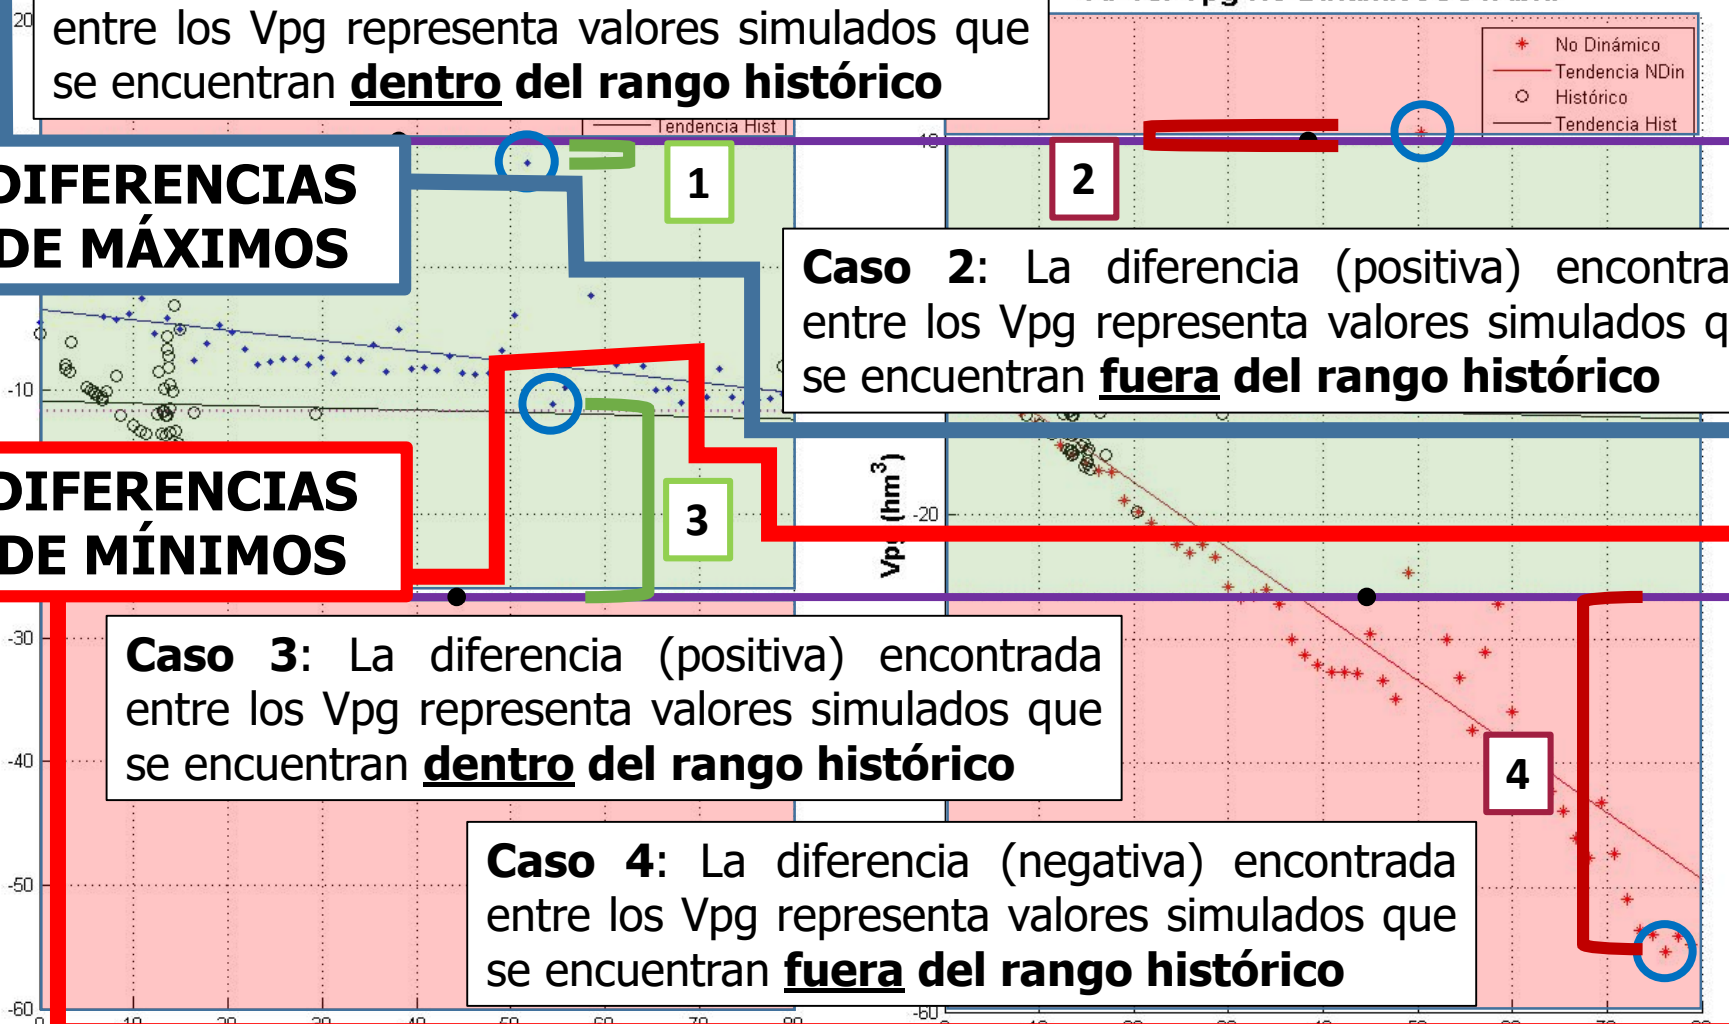 entre los Vpg representa valores simulados que
se encuentran dentro del rango histórico
Tendencia Hist
No Dinámico
Tendencia NDin
Histórico
Tendencia Hist
DIFERENCIAS
DE MÁXIMOS
1
2
Caso 2: La diferencia (positiva) encontra
entre los Vpg representa valores simulados q
se encuentran fuera del rango histórico
-10
DIFERENCIAS
DE MÍNIMOS
3
(hm³)
-20
-30
Caso 3: La diferencia (positiva) encontrada
entre los Vpg representa valores simulados que
se encuentran dentro del rango histórico
-40
4
Caso 4: La diferencia (negativa) encontrada
entre los Vpg representa valores simulados que
se encuentran fuera del rango histórico
-50
-60
-60